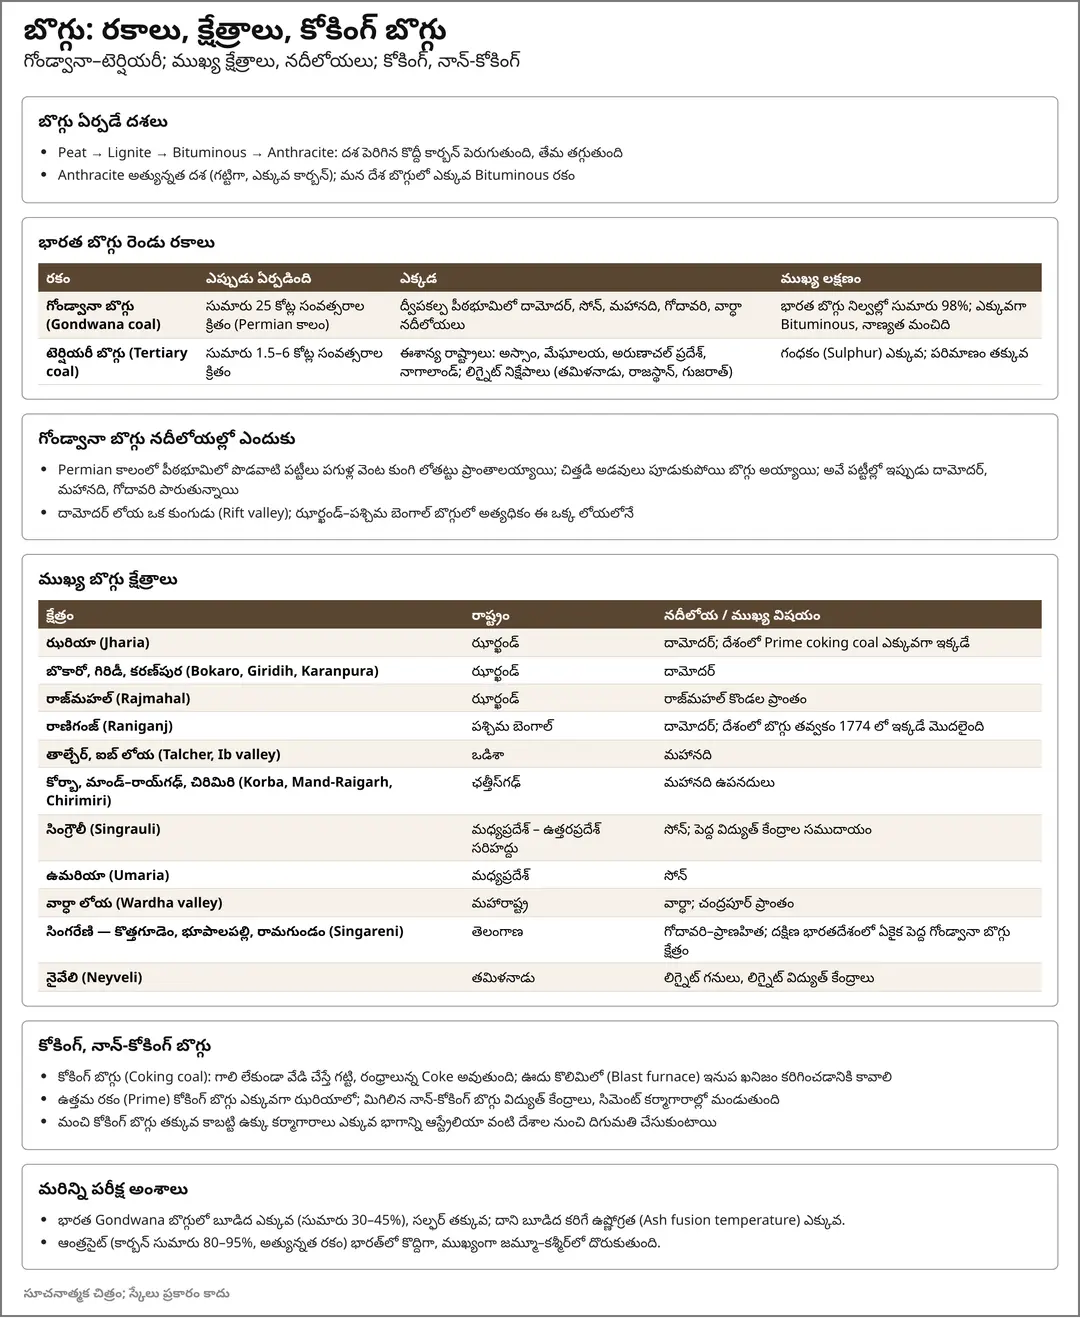 బొగ్గు: రకాలు, క్షేత్రాలు, కోకింగ్ బొగ్గు
గోండ్వానా–టెర్షియరీ; ముఖ్య క్షేత్రాలు, నదీలోయలు; కోకింగ్, నాన్-కోకింగ్
బొగ్గు ఏర్పడే దశలు
• Peat → Lignite → Bituminous → Anthracite: దశ పెరిగిన కొద్దీ కార్బన్ పెరుగుతుంది, తేమ తగ్గుతుంది
• Anthracite అత్యున్నత దశ (గట్టిగా, ఎక్కువ కార్బన్); మన దేశ బొగ్గులో ఎక్కువ Bituminous రకం
భారత బొగ్గు రెండు రకాలు
రకం ఎప్పుడు ఏర్పడింది ఎక్కడ ముఖ్య లక్షణం
గోండ్వానా బొగ్గు సుమారు 25 కోట్ల సంవత్సరాల ద్వీపకల్ప పీఠభూమిలో దామోదర్, సోన్, మహానది, గోదావరి, వార్ధా భారత బొగ్గు నిల్వల్లో సుమారు 98%; ఎక్కువగా
(Gondwana coal) క్రితం (Permian కాలం) నదీలోయలు Bituminous, నాణ్యత మంచిది
టెర్షియరీ బొగ్గు (Tertiary సుమారు 1.5–6 కోట్ల సంవత్సరాల ఈశాన్య రాష్ట్రాలు: అస్సాం, మేఘాలయ, అరుణాచల్ ప్రదేశ్, గంధకం (Sulphur) ఎక్కువ; పరిమాణం తక్కువ
coal) క్రితం నాగాలాండ్; లిగ్నైట్ నిక్షేపాలు (తమిళనాడు, రాజస్థాన్, గుజరాత్)
గోండ్వానా బొగ్గు నదీలోయల్లో ఎందుకు
• Permian కాలంలో పీఠభూమిలో పొడవాటి పట్టీలు పగుళ్ల వెంట కుంగి లోతట్టు ప్రాంతాలయ్యాయి; చిత్తడి అడవులు పూడుకుపోయి బొగ్గు అయ్యాయి; అవే పట్టీల్లో ఇప్పుడు దామోదర్,
మహానది, గోదావరి పారుతున్నాయి
• దామోదర్ లోయ ఒక కుంగుడు (Rift valley); ఝార్ఖండ్–పశ్చిమ బెంగాల్ బొగ్గులో అత్యధికం ఈ ఒక్క లోయలోనే
ముఖ్య బొగ్గు క్షేత్రాలు
క్షేత్రం రాష్ట్రం నదీలోయ / ముఖ్య విషయం
ఝరియా (Jharia) ఝార్ఖండ్ దామోదర్; దేశంలో Prime coking coal ఎక్కువగా ఇక్కడే
బొకారో, గిరిడీ, కరణ్‌పుర (Bokaro, Giridih, Karanpura) ఝార్ఖండ్ దామోదర్
రాజ్‌మహల్ (Rajmahal) ఝార్ఖండ్ రాజ్‌మహల్ కొండల ప్రాంతం
రాణిగంజ్ (Raniganj) పశ్చిమ బెంగాల్ దామోదర్; దేశంలో బొగ్గు తవ్వకం 1774 లో ఇక్కడే మొదలైంది
తాల్చేర్, ఐబ్ లోయ (Talcher, Ib valley) ఒడిశా మహానది
కోర్బా, మాండ్–రాయ్‌గఢ్, చిరిమిరి (Korba, Mand-Raigarh, ఛత్తీస్‌గఢ్ మహానది ఉపనదులు
Chirimiri)
సింగ్రౌలీ (Singrauli) మధ్యప్రదేశ్ – ఉత్తరప్రదేశ్ సోన్; పెద్ద విద్యుత్ కేంద్రాల సముదాయం
సరిహద్దు
ఉమరియా (Umaria) మధ్యప్రదేశ్ సోన్
వార్ధా లోయ (Wardha valley) మహారాష్ట్ర వార్ధా; చంద్రపూర్ ప్రాంతం
సింగరేణి — కొత్తగూడెం, భూపాలపల్లి, రామగుండం (Singareni) తెలంగాణ గోదావరి–ప్రాణహిత; దక్షిణ భారతదేశంలో ఏకైక పెద్ద గోండ్వానా బొగ్గు
క్షేత్రం
నైవేలి (Neyveli) తమిళనాడు లిగ్నైట్ గనులు, లిగ్నైట్ విద్యుత్ కేంద్రాలు
కోకింగ్, నాన్-కోకింగ్ బొగ్గు
• కోకింగ్ బొగ్గు (Coking coal): గాలి లేకుండా వేడి చేస్తే గట్టి, రంధ్రాలున్న Coke అవుతుంది; ఊదు కొలిమిలో (Blast furnace) ఇనుప ఖనిజం కరిగించడానికి కావాలి
• ఉత్తమ రకం (Prime) కోకింగ్ బొగ్గు ఎక్కువగా ఝరియాలో; మిగిలిన నాన్-కోకింగ్ బొగ్గు విద్యుత్ కేంద్రాలు, సిమెంట్ కర్మాగారాల్లో మండుతుంది
• మంచి కోకింగ్ బొగ్గు తక్కువ కాబట్టి ఉక్కు కర్మాగారాలు ఎక్కువ భాగాన్ని ఆస్ట్రేలియా వంటి దేశాల నుంచి దిగుమతి చేసుకుంటాయి
మరిన్ని పరీక్ష అంశాలు
• భారత Gondwana బొగ్గులో బూడిద ఎక్కువ (సుమారు 30–45%), సల్ఫర్ తక్కువ; దాని బూడిద కరిగే ఉష్ణోగ్రత (Ash fusion temperature) ఎక్కువ.
• ఆంత్రసైట్ (కార్బన్ సుమారు 80–95%, అత్యున్నత రకం) భారత్‌లో కొద్దిగా, ముఖ్యంగా జమ్మూ–కశ్మీర్‌లో దొరుకుతుంది.
సూచనాత్మక చిత్రం; స్కేలు ప్రకారం కాదు